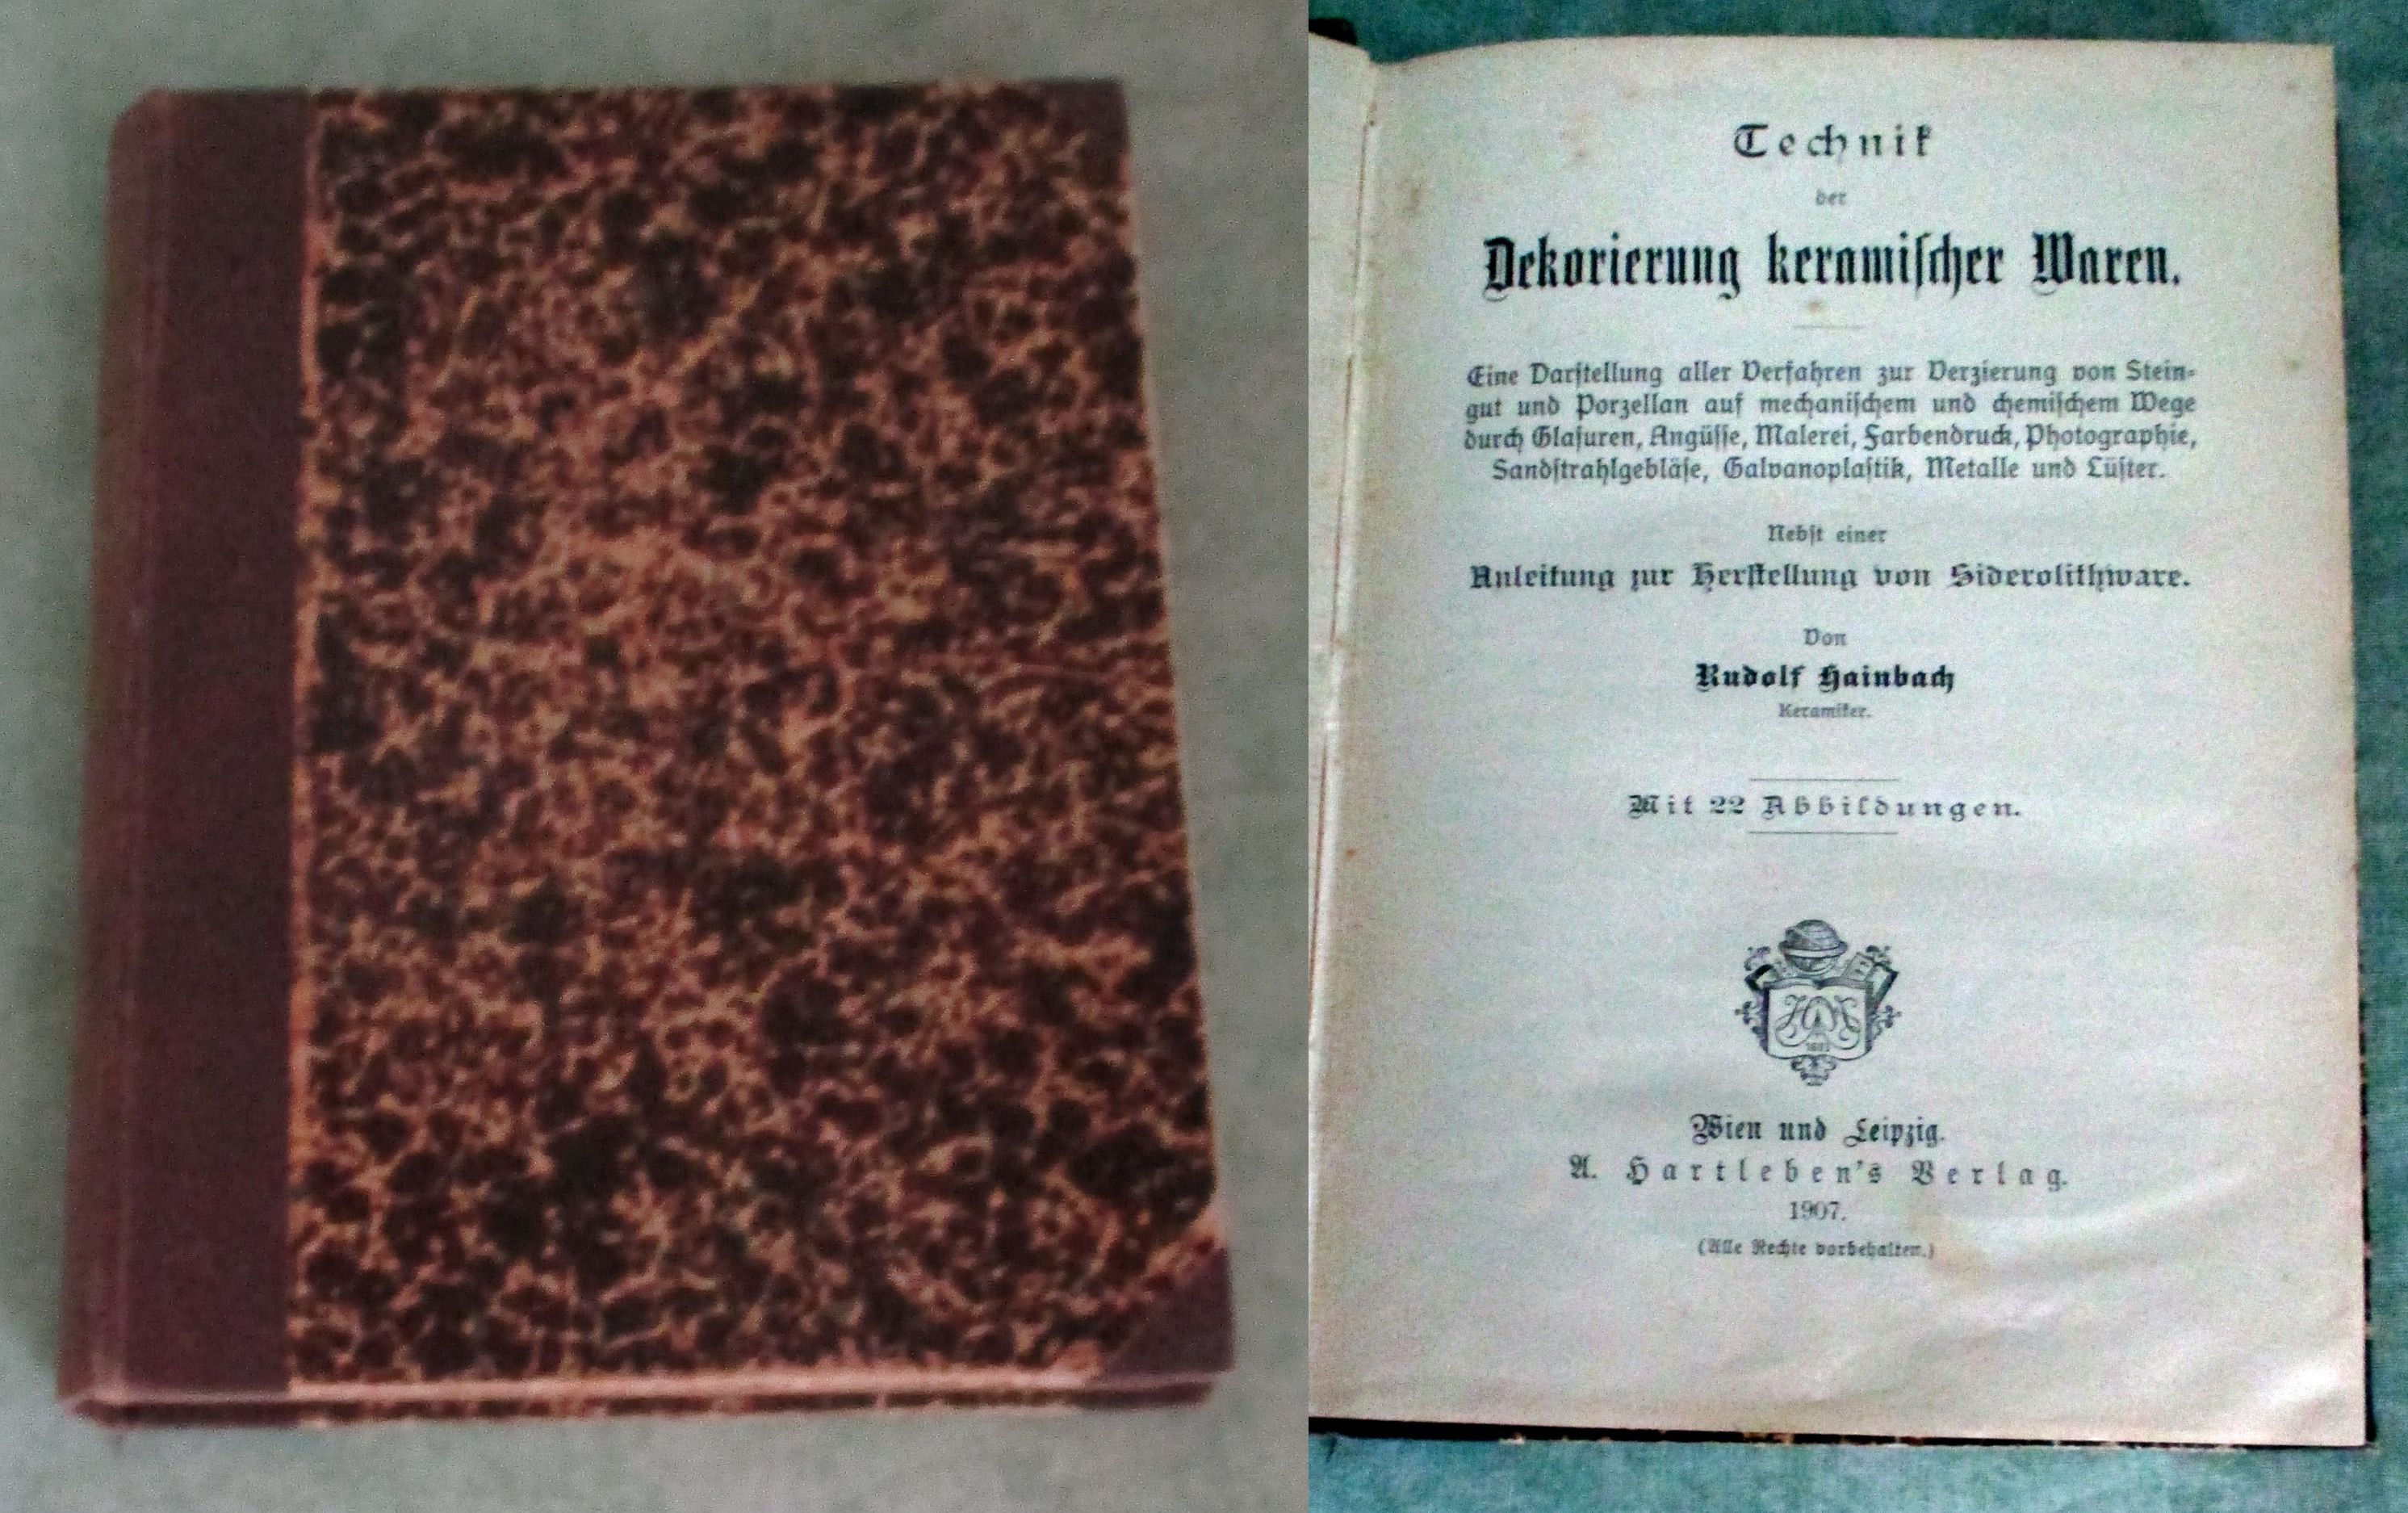 Technik
der
Dekorierung keramiſcher Waren.
Eine Darſtellung aller Verfahren zur Verzierung von Stein-
gut und Porzellan auf mechaniſchem und chemiſchem Wege
durch Glaſuren, Angüſſe, Malerei, Farbendruck, Photographie,
Sandſtrahlgebläſe, Galvanoplaſtik, Metalle und Lüſter.
Nebſt einer
Anleitung zur Herſtellung von Siderolithware.
Von
Rudolf Hainbach
Keramiker.
Mit 22 Abbildungen.
Wien und Leipzig.
A. Hartleben's Verlag.
1907.
(Alle Rechte vorbehalten.)